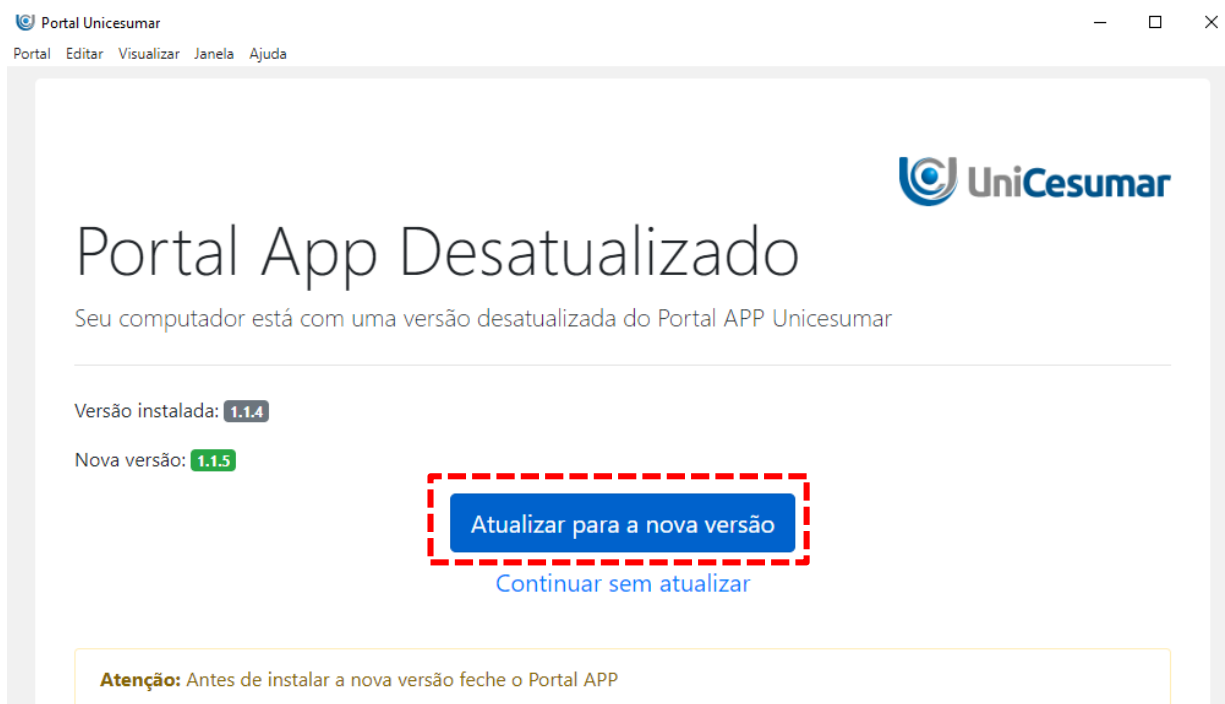 Portal Unicesumar
Portal Editar Visualizar Janela Ajuda
UniCesumar
Portal App Desatualizado
Seu computador está com uma versão desatualizada do Portal APP Unicesumar
Versão instalada: 1.1.4
Nova versão: 1.1.5
Atualizar para a nova versão
Continuar sem atualizar
Atenção: Antes de instalar a nova versão feche o Portal APP